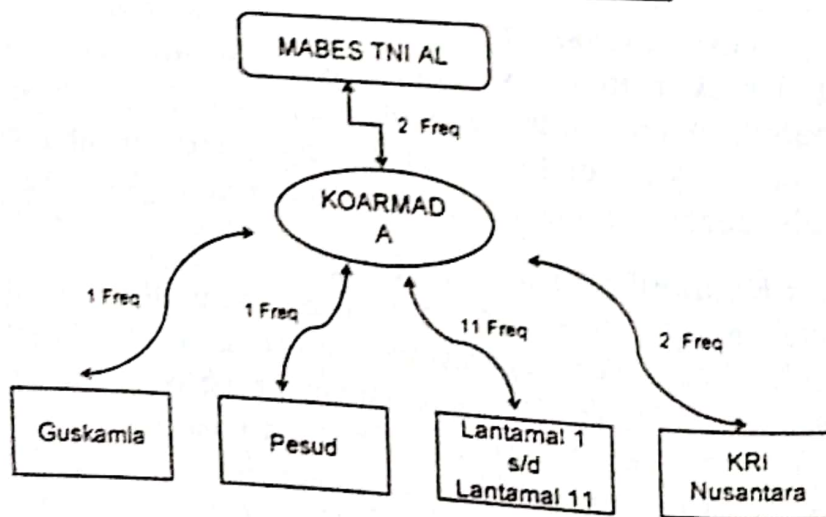 MABES TNI AL
2 Freq
KOARMAD
A
1 Freq
1 Freq
11 Freq
2 Freq
Guskamla
Pesud
Lantamal 1
s/d
Lantamal 11
KRI
Nusantara